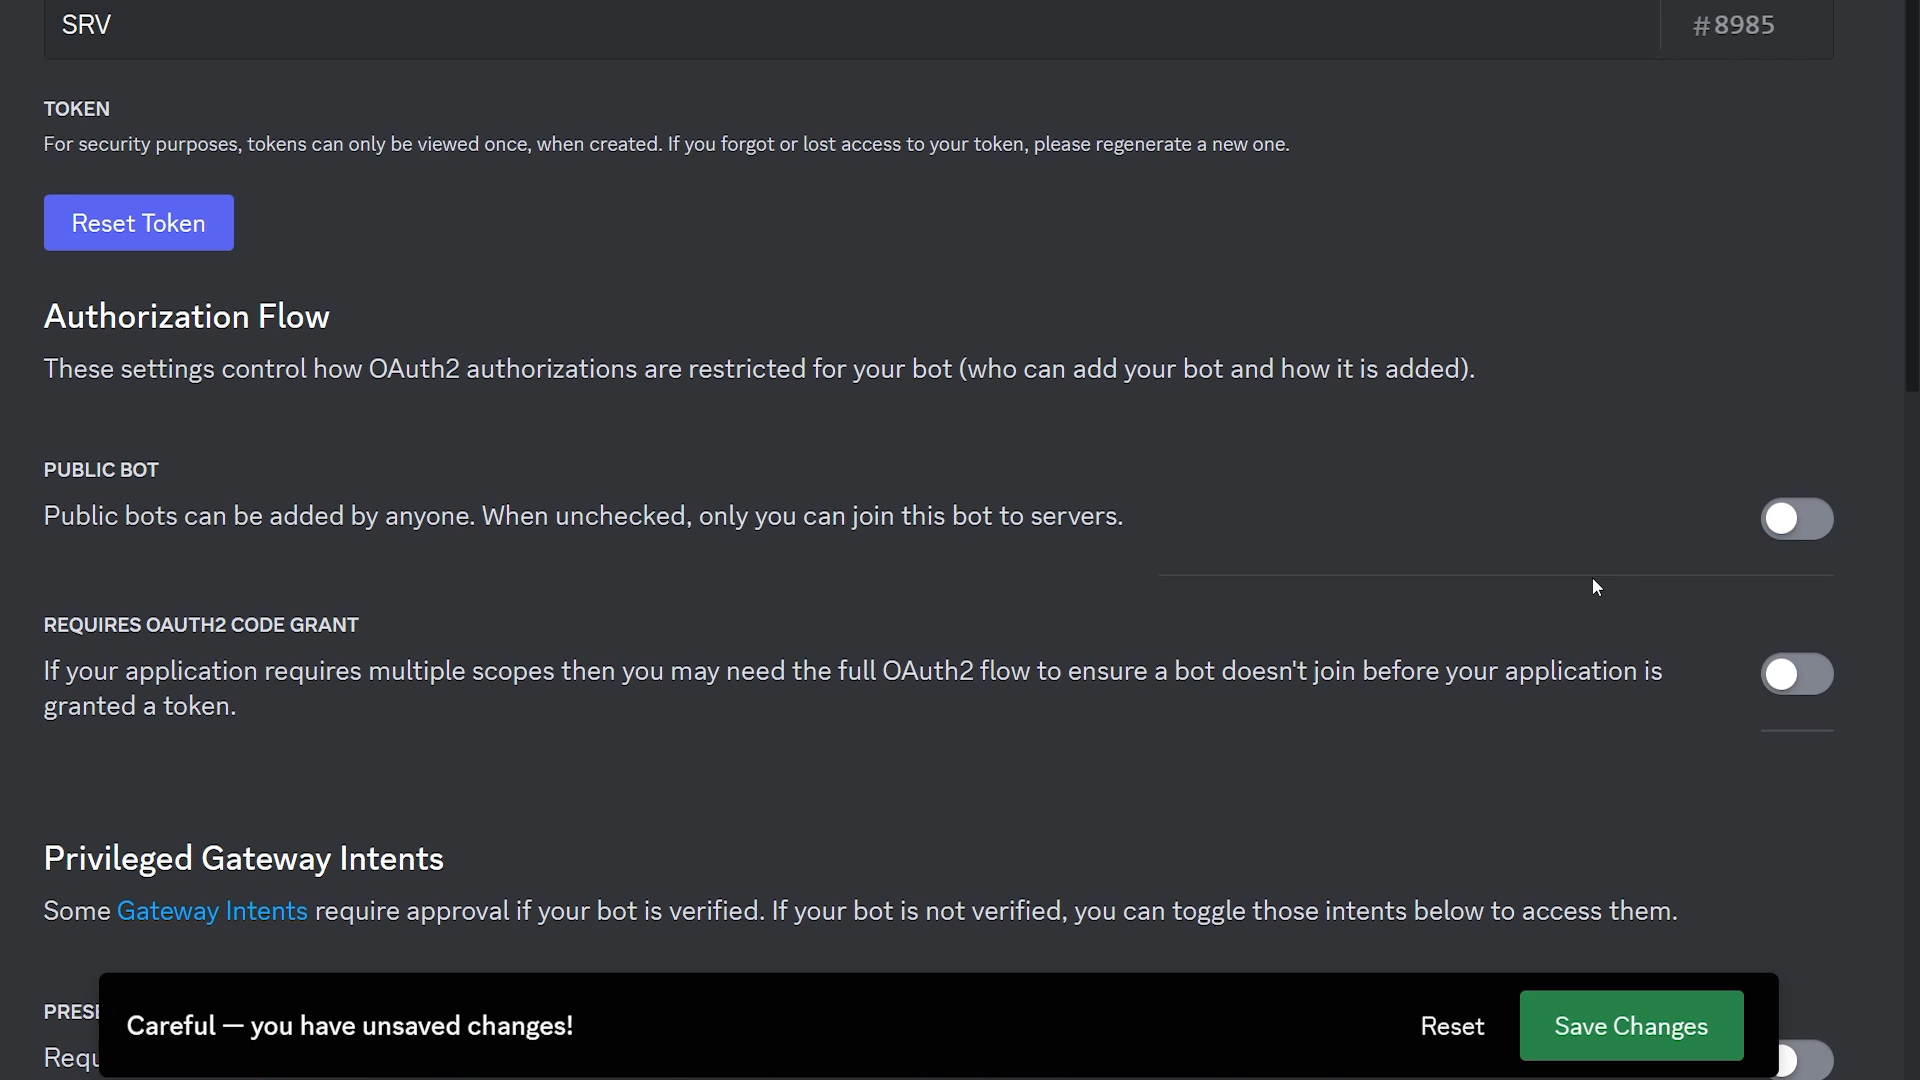 SRV #8985
TOKEN
For security purposes, tokens can only be viewed once, when created. If you forgot or lost access to your token, please regenerate a new one.
Reset Token
Authorization Flow
These settings control how OAuth2 authorizations are restricted for your bot (who can add your bot and how it is added).
PUBLIC BOT
Public bots can be added by anyone. When unchecked, only you can join this bot to servers.
REQUIRES OAUTH2 CODE GRANT
If your application requires multiple scopes then you may need the full OAuth2 flow to ensure a bot doesn't join before your application is
granted a token.
Privileged Gateway Intents
Some Gateway Intents require approval if your bot is verified. If your bot is not verified, you can toggle those intents below to access them.
Careful — you have unsaved changes! Reset Save Changes